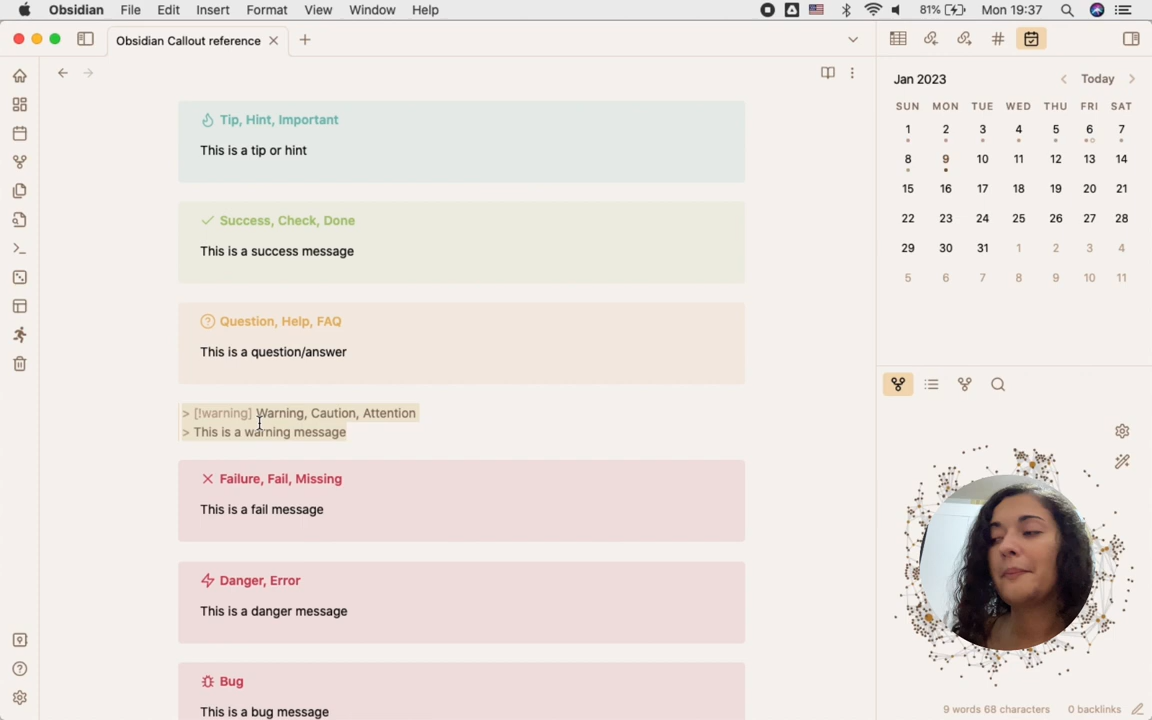 Obsidian File Edit Insert Format View Window Help
81% Mon 19:37
Obsidian Callout reference
Tip, Hint, Important
This is a tip or hint
Success, Check, Done
This is a success message
Question, Help, FAQ
This is a question/answer
> [!warning] Warning, Caution, Attention
> This is a warning message
Failure, Fail, Missing
This is a fail message
Danger, Error
This is a danger message
Bug
This is a bug message
Jan 2023
Today
SUN MON TUE WED THU FRI SAT
1 2 3 4 5 6 7
8 9 10 11 12 13 14
15 16 17 18 19 20 21
22 23 24 25 26 27 28
29 30 31 1 2 3 4
5 6 7 8 9 10 11
9 words 68 characters 0 backlinks